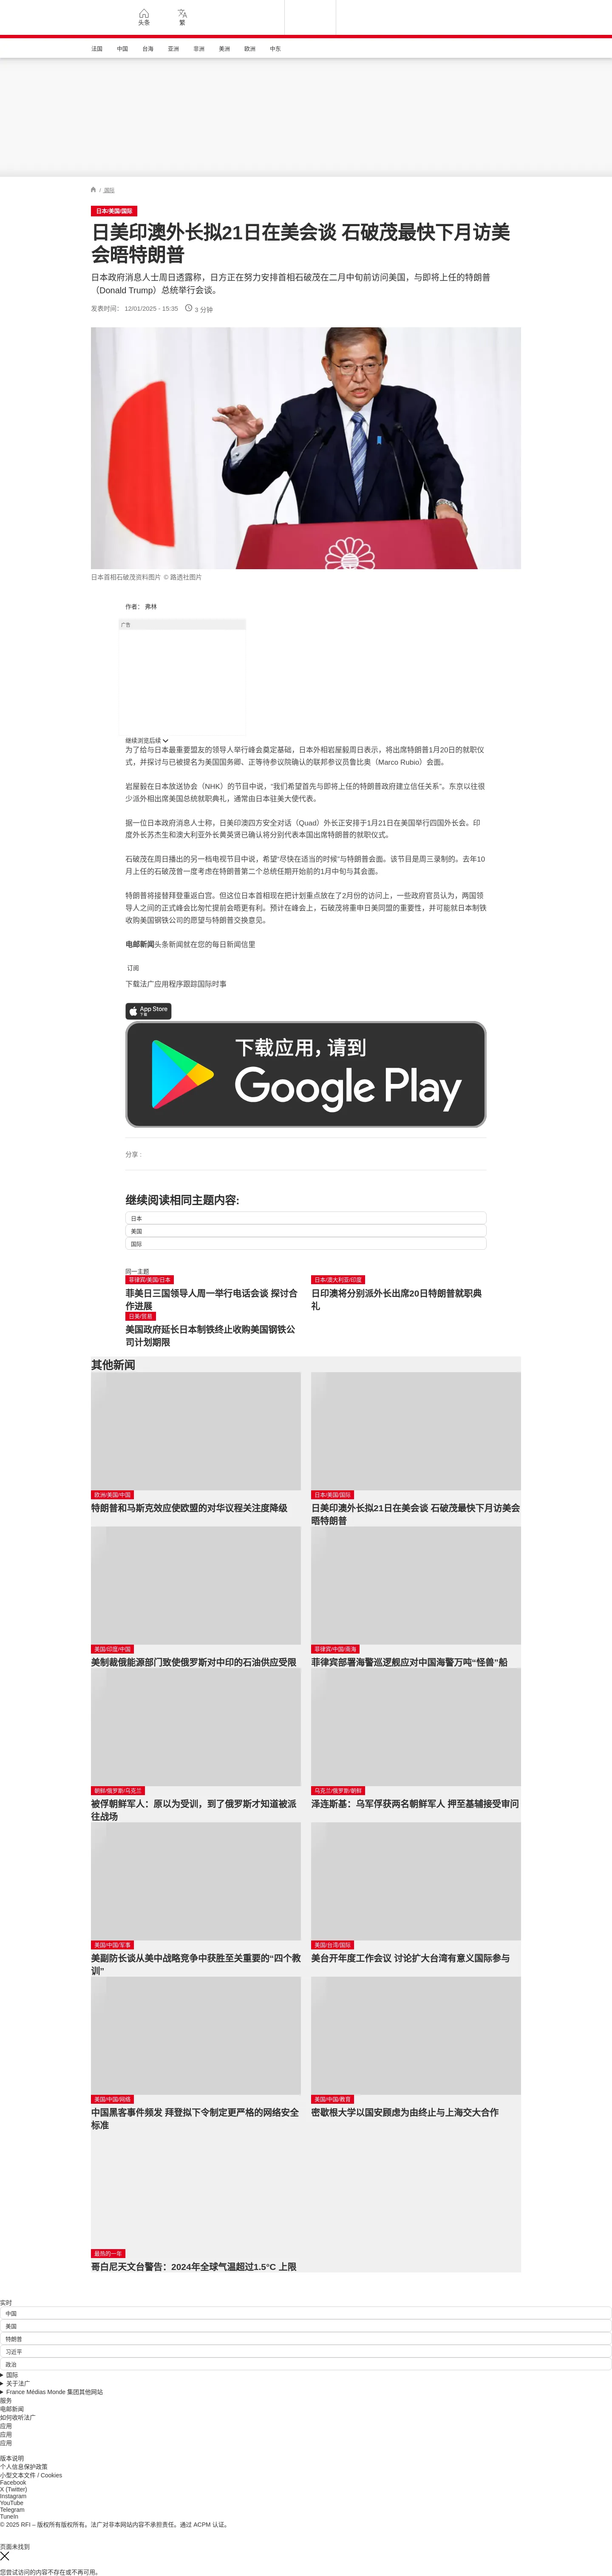 头条
繁
法国 中国 台海 亚洲 非洲 美洲 欧洲 中东
/ 国际
日本/美国/国际
日美印澳外长拟21日在美会谈 石破茂最快下月访美
会晤特朗普
日本政府消息人士周日透露称，日方正在努力安排首相石破茂在二月中旬前访问美国，与即将上任的特朗普
（Donald Trump）总统举行会谈。
发表时间： 12/01/2025 - 15:35 3 分钟
日本首相石破茂资料图片 © 路透社图片
作者： 弗林
广告
继续浏览后续
为了给与日本最重要盟友的领导人举行峰会奠定基础，日本外相岩屋毅周日表示，将出席特朗普1月20日的就职仪
式，并探讨与已被提名为美国国务卿、正等待参议院确认的联邦参议员鲁比奥（Marco Rubio）会面。
岩屋毅在日本放送协会（NHK）的节目中说，“我们希望首先与即将上任的特朗普政府建立信任关系”。东京以往很
少派外相出席美国总统就职典礼，通常由日本驻美大使代表。
据一位日本政府消息人士称，日美印澳四方安全对话（Quad）外长正安排于1月21日在美国举行四国外长会。印
度外长苏杰生和澳大利亚外长黄英贤已确认将分别代表本国出席特朗普的就职仪式。
石破茂在周日播出的另一档电视节目中说，希望“尽快在适当的时候”与特朗普会面。该节目是周三录制的。去年10
月上任的石破茂曾一度考虑在特朗普第二个总统任期开始前的1月中旬与其会面。
特朗普将接替拜登重返白宫。但这位日本首相现在把计划重点放在了2月份的访问上，一些政府官员认为，两国领
导人之间的正式峰会比匆忙提前会晤更有利。预计在峰会上，石破茂将重申日美同盟的重要性，并可能就日本制铁
收购美国钢铁公司的愿望与特朗普交换意见。
电邮新闻头条新闻就在您的每日新闻信里
订阅
下载法广应用程序跟踪国际时事
App Store
下载
下载应用，请到
Google Play
分享 :
继续阅读相同主题内容:
日本
美国
国际
同一主题
菲律宾/美国/日本
菲美日三国领导人周一举行电话会谈 探讨合
作进展
日本/澳大利亚/印度
日印澳将分别派外长出席20日特朗普就职典
礼
日美/贸易
美国政府延长日本制铁终止收购美国钢铁公
司计划期限
其他新闻
欧洲/美国/中国
特朗普和马斯克效应使欧盟的对华议程关注度降级
日本/美国/国际
日美印澳外长拟21日在美会谈 石破茂最快下月访美会
晤特朗普
美国/印度/中国
美制裁俄能源部门致使俄罗斯对中印的石油供应受限
菲律宾/中国/南海
菲律宾部署海警巡逻舰应对中国海警万吨“怪兽”船
朝鲜/俄罗斯/乌克兰
被俘朝鲜军人：原以为受训，到了俄罗斯才知道被派
往战场
乌克兰/俄罗斯/朝鲜
泽连斯基：乌军俘获两名朝鲜军人 押至基辅接受审问
美国/中国/军事
美副防长谈从美中战略竞争中获胜至关重要的“四个教
训”
美国/台湾/国际
美台开年度工作会议 讨论扩大台湾有意义国际参与
美国/中国/网络
中国黑客事件频发 拜登拟下令制定更严格的网络安全
标准
美国/中国/教育
密歇根大学以国安顾虑为由终止与上海交大合作
最热的一年
哥白尼天文台警告：2024年全球气温超过1.5°C 上限
实时
中国
美国
特朗普
习近平
政治
国际
关于法广
France Médias Monde 集团其他网站
服务
电邮新闻
如何收听法广
应用
应用
应用
版本说明
个人信息保护政策
小型文本文件 / Cookies
Facebook
X (Twitter)
Instagram
YouTube
Telegram
TuneIn
© 2025 RFI – 版权所有版权所有。法广对非本网站内容不承担责任。通过 ACPM 认证。
页面未找到
您尝试访问的内容不存在或不再可用。